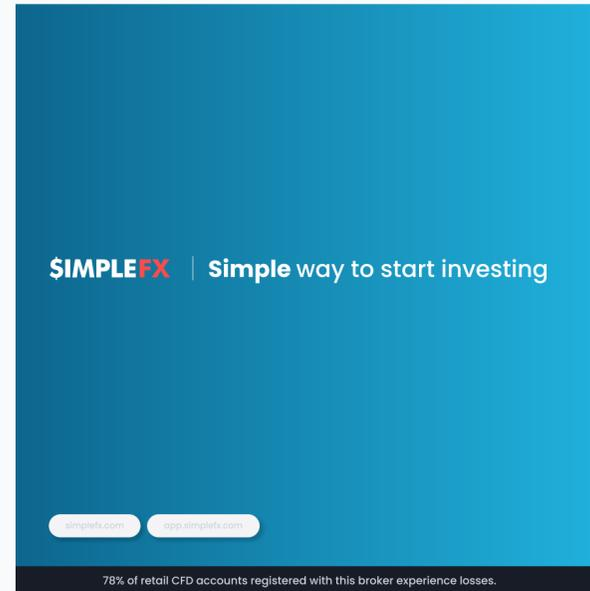 $IMPLEFX | Simple way to start investing
simplefx.com app.simplefx.com
78% of retail CFD accounts registered with this broker experience losses.